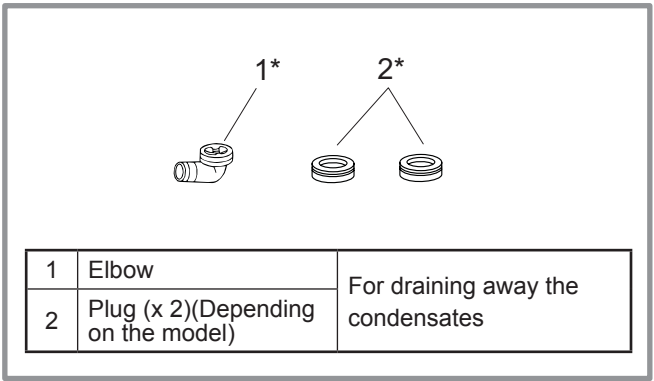 1* 2*
1 Elbow
2 Plug (x 2)(Depending
on the model)
For draining away the
condensates